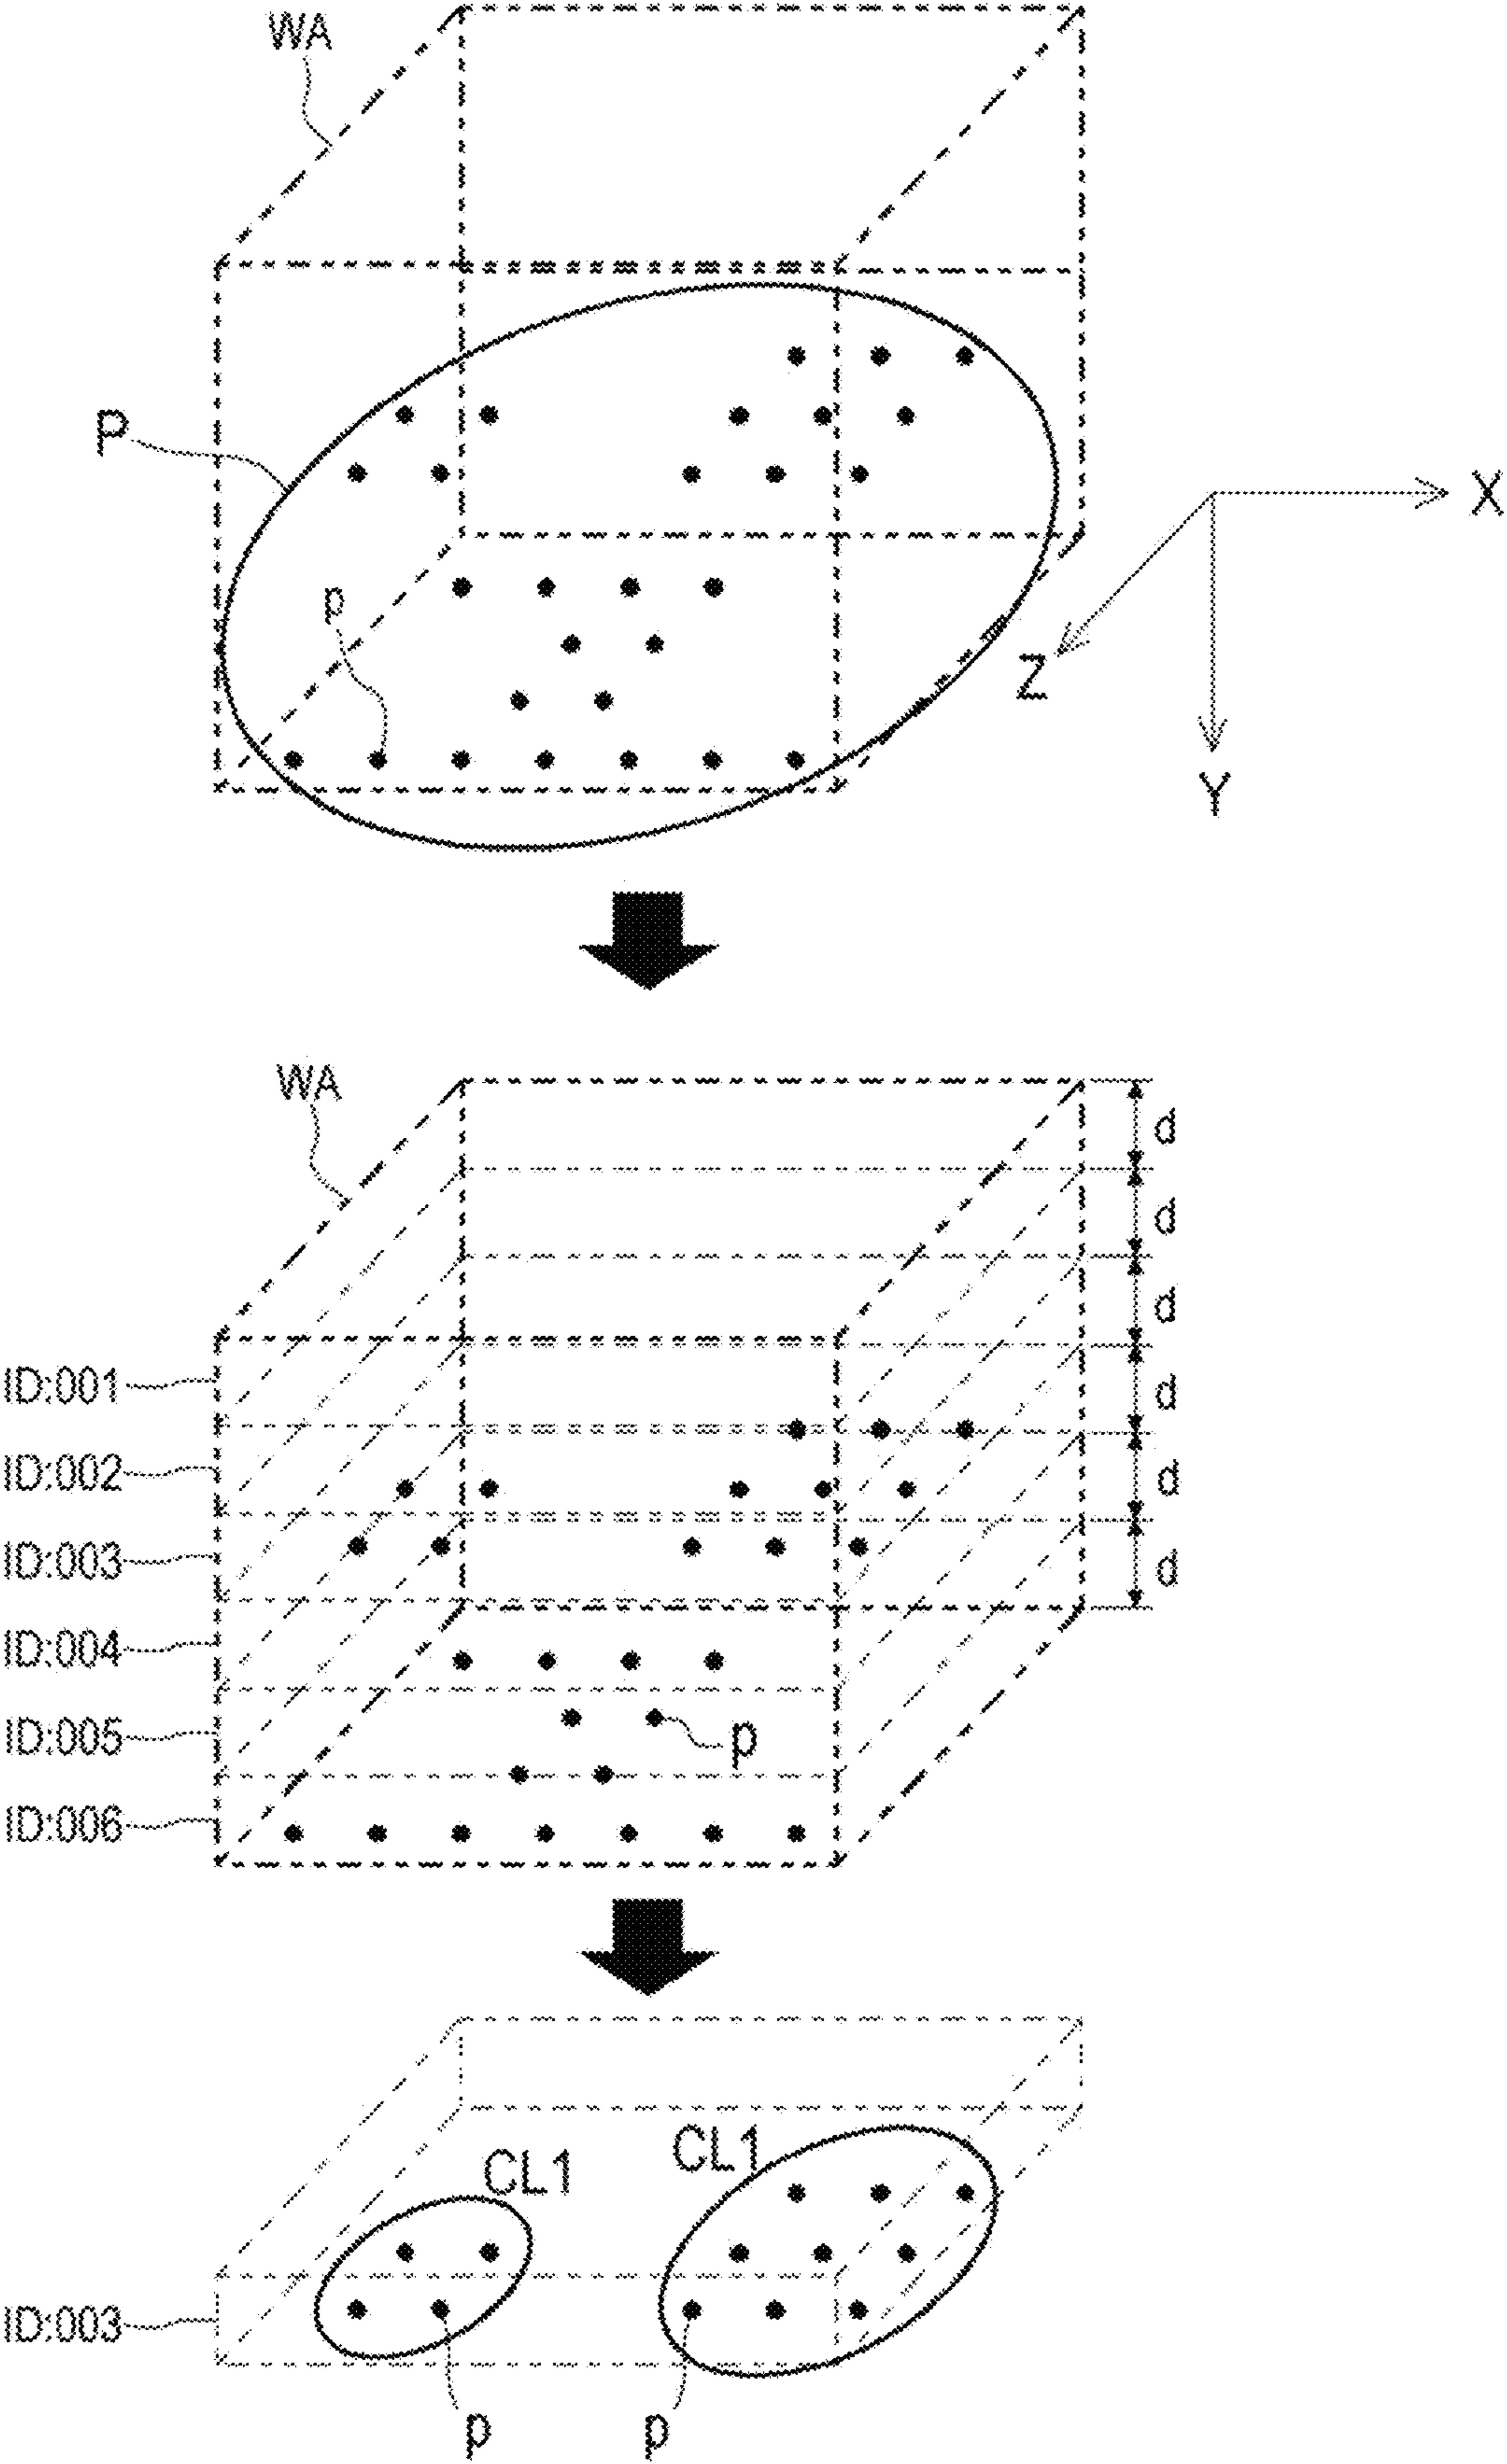 WA
P
X
p
Z
Y
WA
d
d
d
ID:001
d
ID:002
d
ID:003
d
ID:004
ID:005
p
ID:006
CL1
CL1
ID:003
p
p